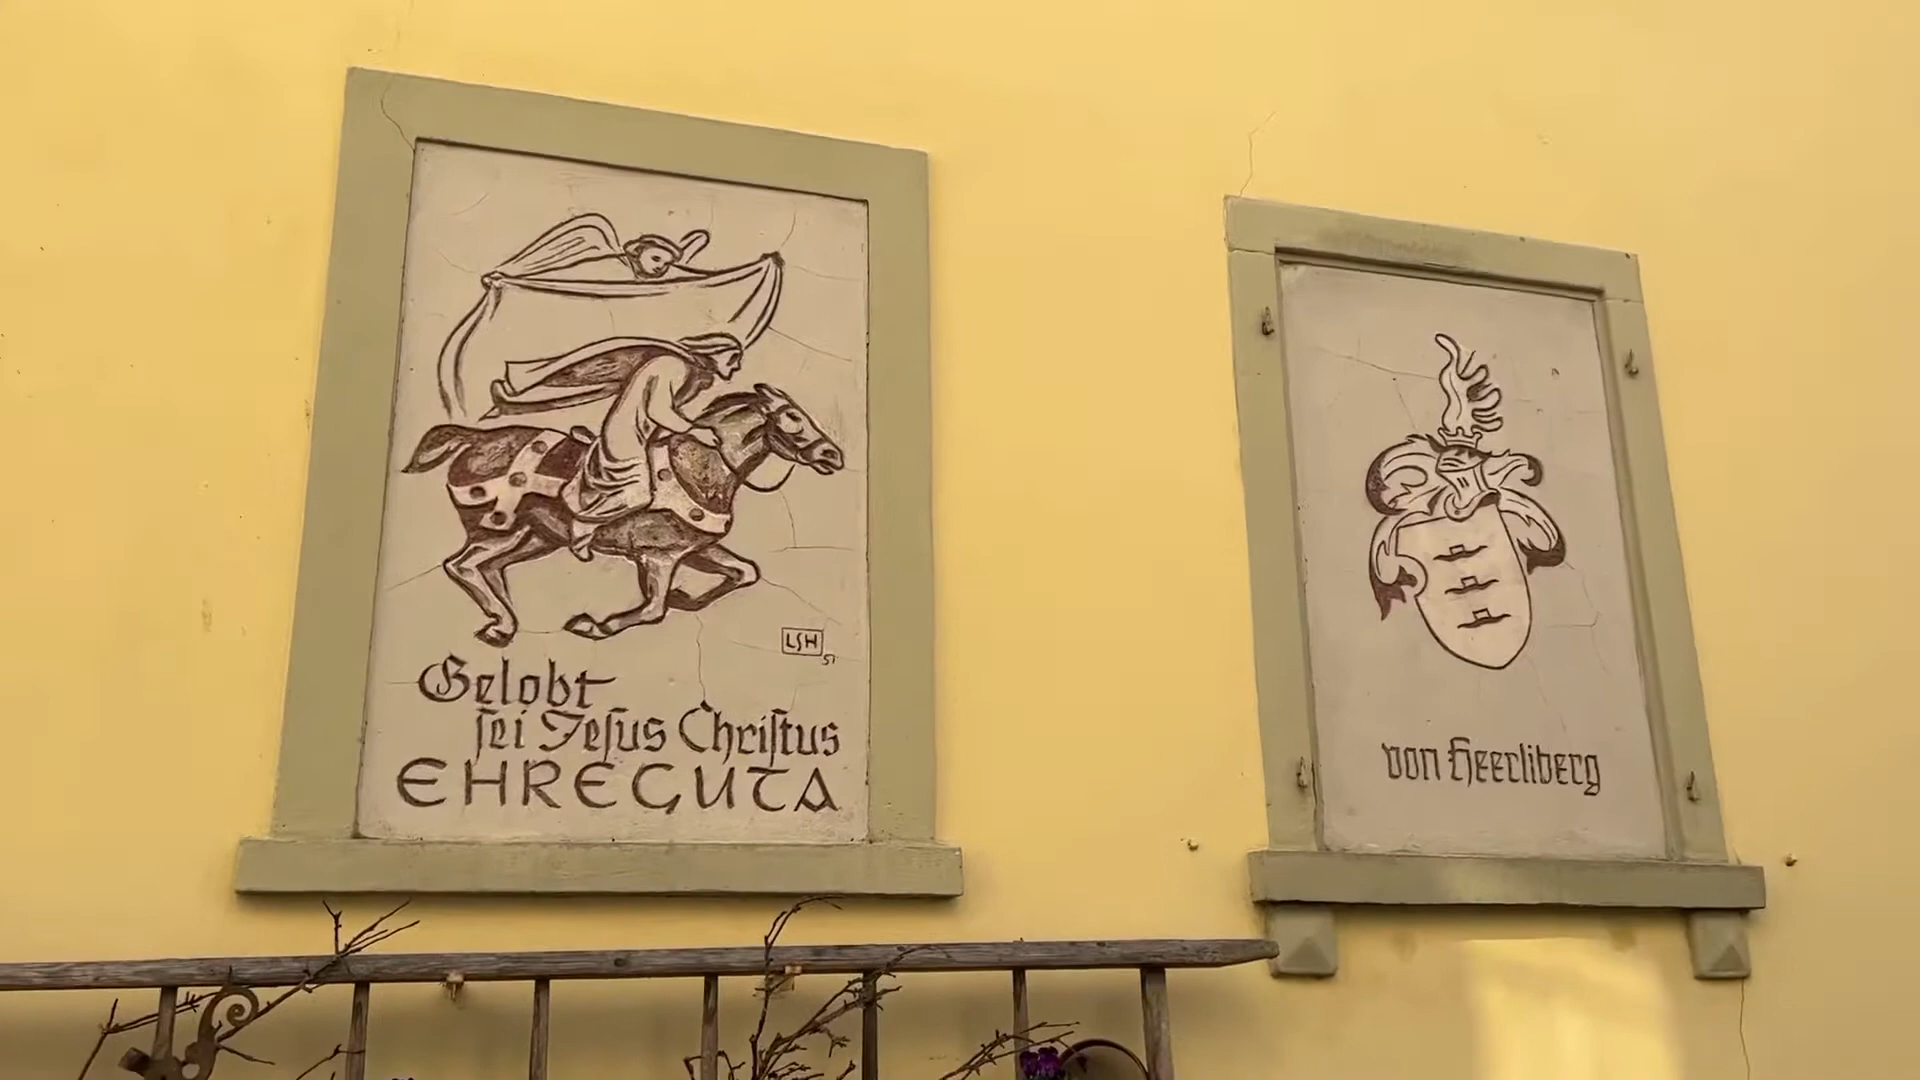 LSH
51
Gelobt
sei Jesus Christus
EHREGUTA
von Heerliberg